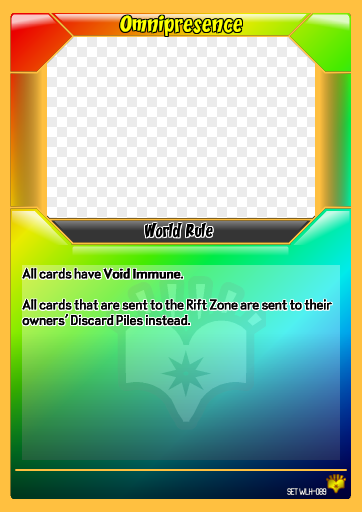 Omnipresence
World Rule
All cards have Void Immune.
All cards that are sent to the Rift Zone are sent to their
owners' Discard Piles instead.
SET WLH-089